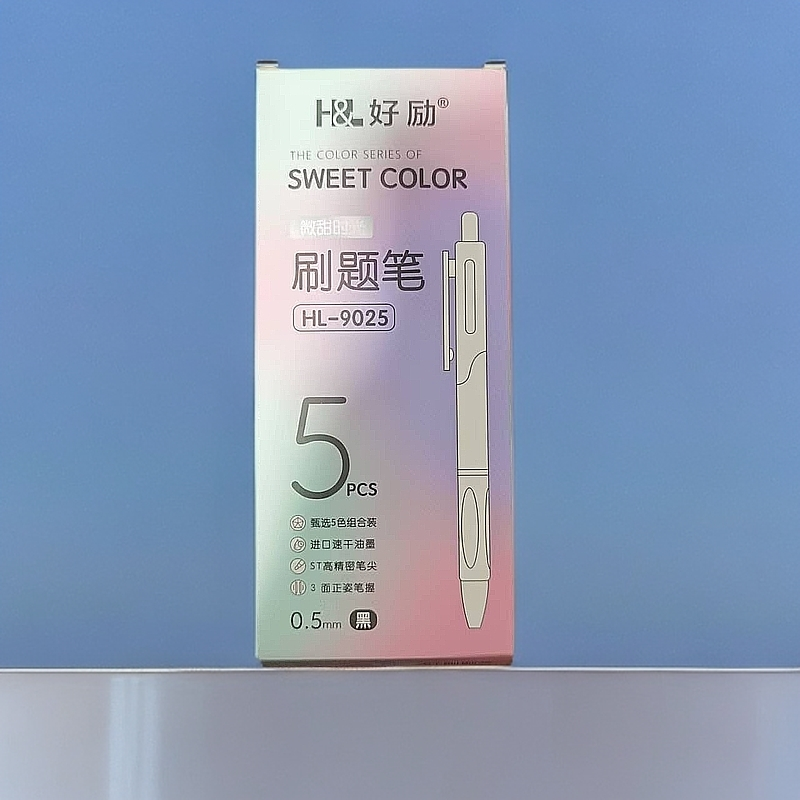 H&L 好励®
THE COLOR SERIES OF
SWEET COLOR
微甜时光
刷题笔
HL-9025
5PCS
甄选5色组合装
进口速干油墨
ST高精密笔尖
3 面正姿笔握
0.5mm 黑